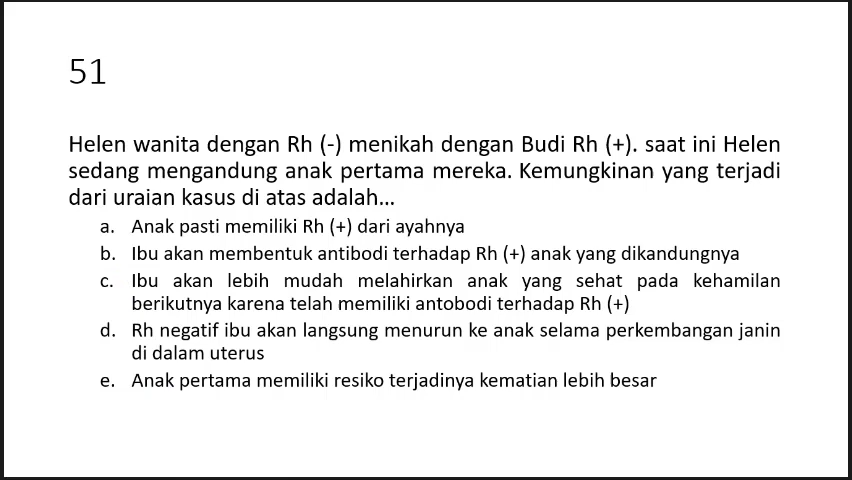 51
Helen wanita dengan Rh (-) menikah dengan Budi Rh (+). saat ini Helen
sedang mengandung anak pertama mereka. Kemungkinan yang terjadi
dari uraian kasus di atas adalah...
a. Anak pasti memiliki Rh (+) dari ayahnya
b. Ibu akan membentuk antibodi terhadap Rh (+) anak yang dikandungnya
c. Ibu akan lebih mudah melahirkan anak yang sehat pada kehamilan
berikutnya karena telah memiliki antobodi terhadap Rh (+)
d. Rh negatif ibu akan langsung menurun ke anak selama perkembangan janin
di dalam uterus
e. Anak pertama memiliki resiko terjadinya kematian lebih besar